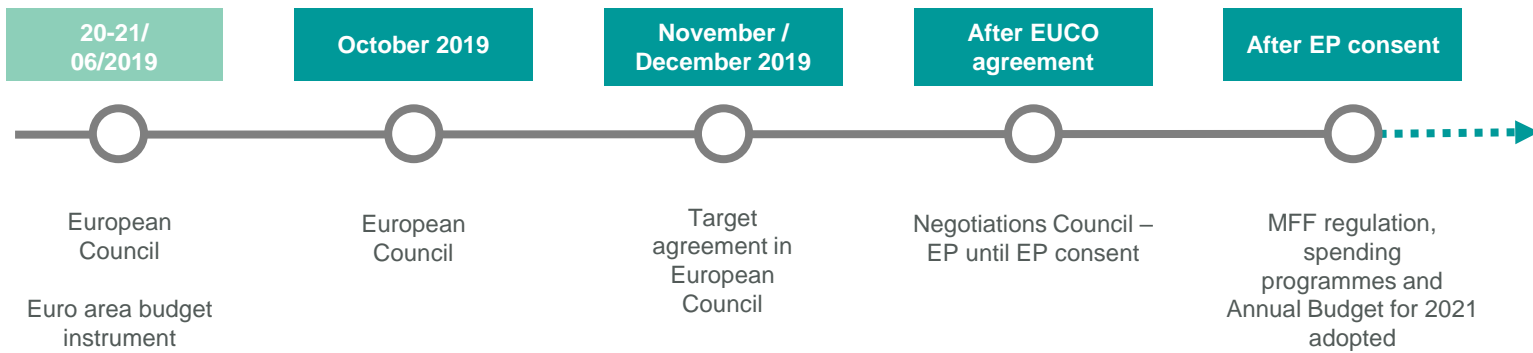 20-21/
06/2019
October 2019
November /
December 2019
After EUCO
agreement
After EP consent
European
Council
Euro area budget
instrument
European
Council
Target
agreement in
European
Council
Negotiations Council –
EP until EP consent
MFF regulation,
spending
programmes and
Annual Budget for 2021
adopted